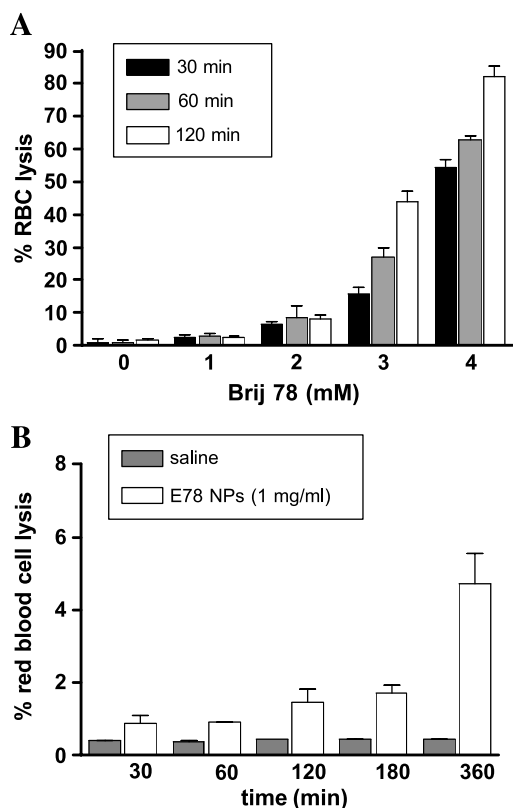 A
90
80
70
60
50
40
30
20
10
0
% RBC lysis
30 min
60 min
120 min
0 1 2 3 4
Brij 78 (mM)
B
8
6
4
2
0
% red blood cell lysis
saline
E78 NPs (1 mg/ml)
30 60 120 180 360
time (min)